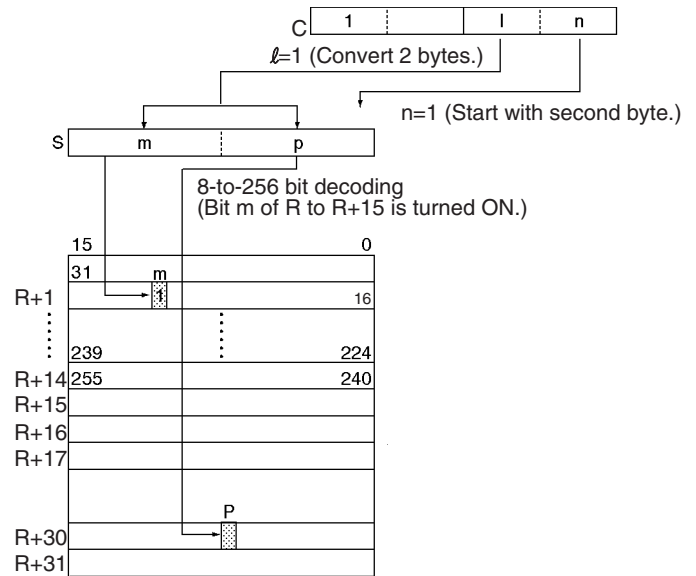 C 1 l n
ℓ=1 (Convert 2 bytes.)
n=1 (Start with second byte.)
S m p
8-to-256 bit decoding
(Bit m of R to R+15 is turned ON.)
15 0
31 m
R+1 1 16
239 224
R+14 255 240
R+15
R+16
R+17
P
R+30
R+31